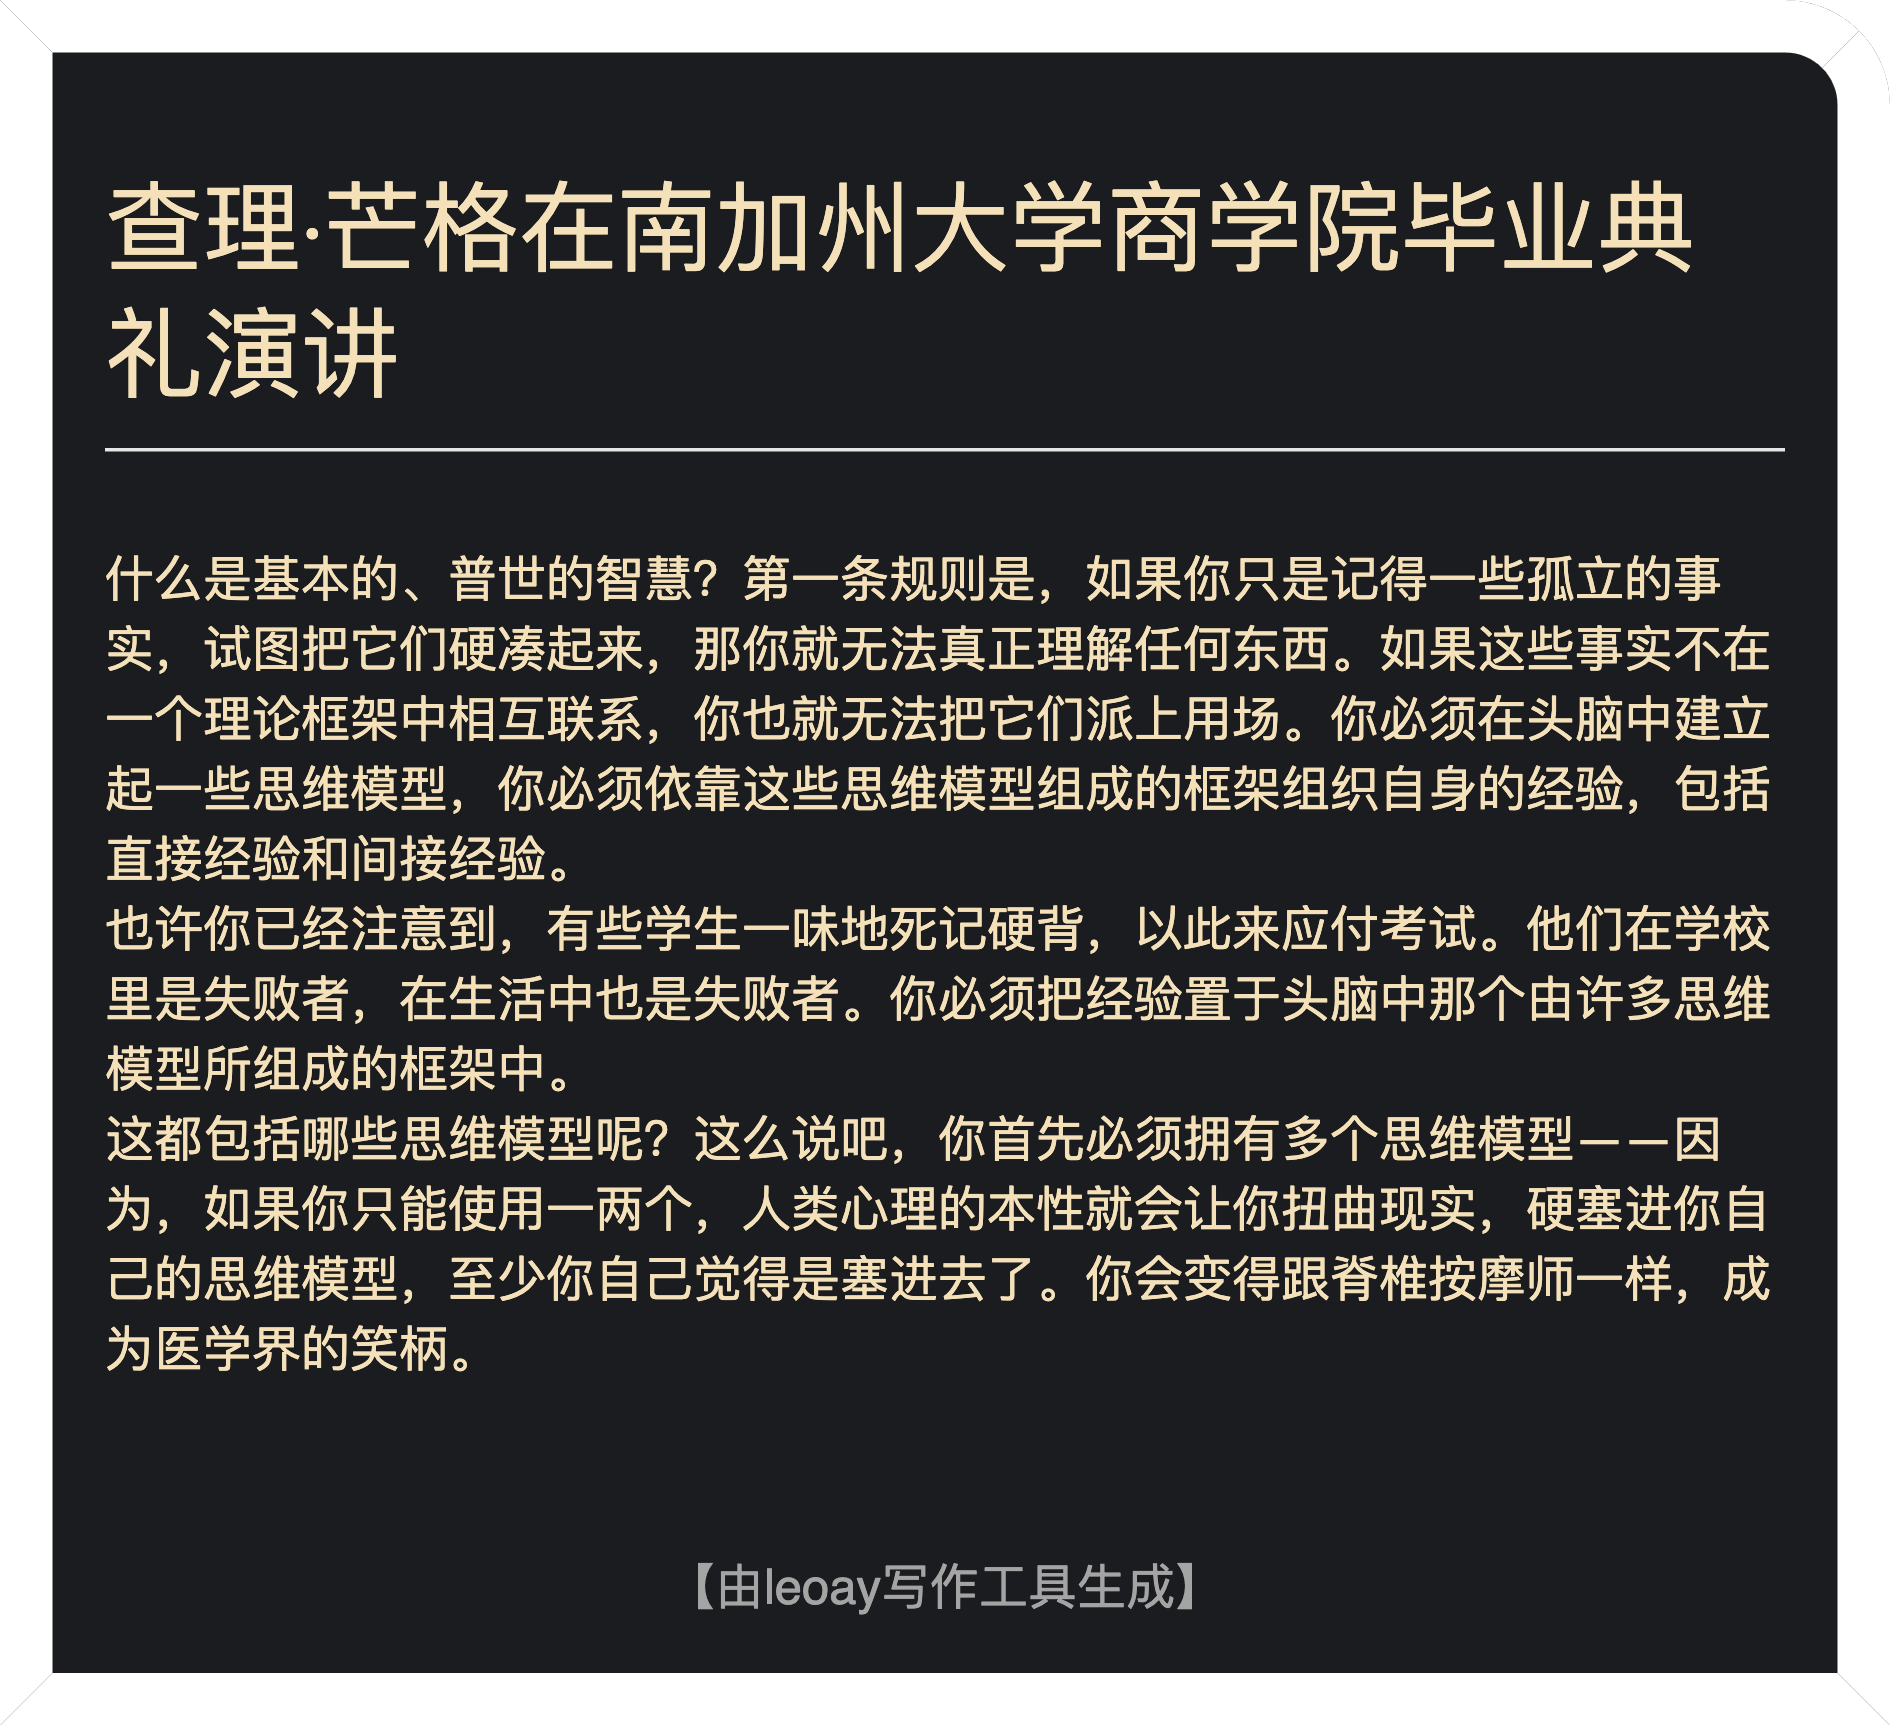 查理·芒格在南加州大学商学院毕业典
礼演讲
什么是基本的、普世的智慧？第一条规则是，如果你只是记得一些孤立的事
实，试图把它们硬凑起来，那你就无法真正理解任何东西。如果这些事实不在
一个理论框架中相互联系，你也就无法把它们派上用场。你必须在头脑中建立
起一些思维模型，你必须依靠这些思维模型组成的框架组织自身的经验，包括
直接经验和间接经验。
也许你已经注意到，有些学生一味地死记硬背，以此来应付考试。他们在学校
里是失败者，在生活中也是失败者。你必须把经验置于头脑中那个由许多思维
模型所组成的框架中。
这都包括哪些思维模型呢？这么说吧，你首先必须拥有多个思维模型——因
为，如果你只能使用一两个，人类心理的本性就会让你扭曲现实，硬塞进你自
己的思维模型，至少你自己觉得是塞进去了。你会变得跟脊椎按摩师一样，成
为医学界的笑柄。
【由leoay写作工具生成】